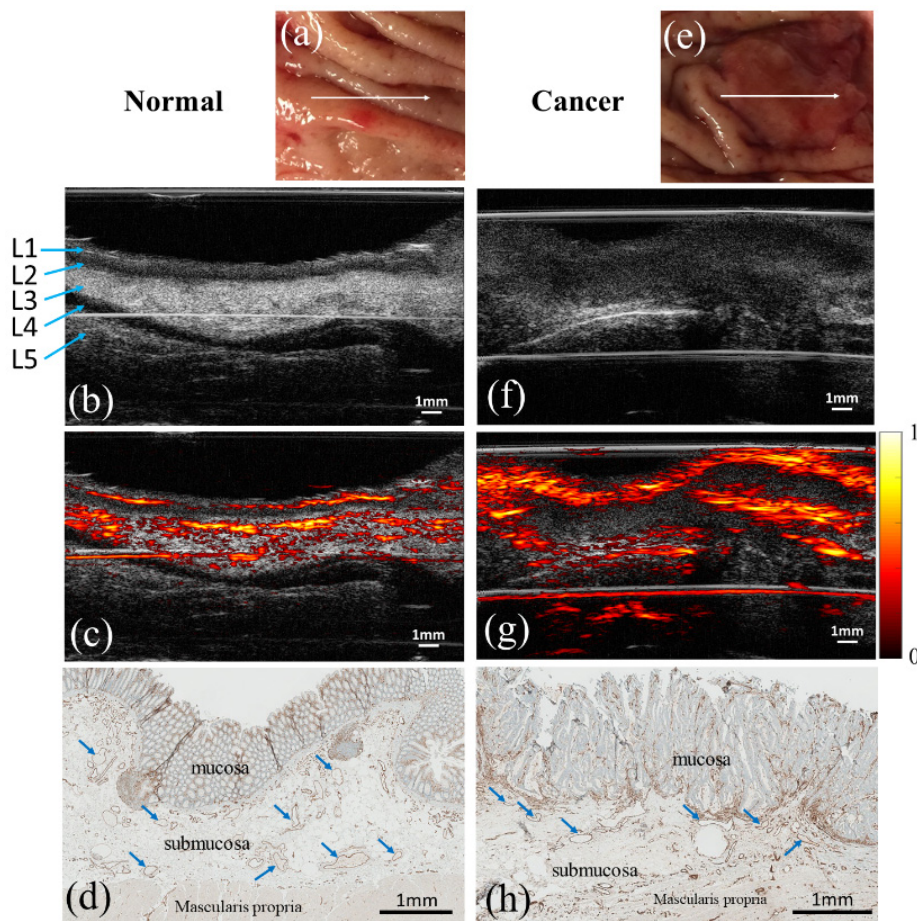 (a)
(e)
Normal
Cancer
L1
L2
L3
L4
L5
(b)
1mm
(f)
1mm
1
(c)
1mm
(g)
1mm
0
mucosa
submucosa
(d)
Mascularis propria
1mm
mucosa
submucosa
(h)
Mascularis propria
1mm